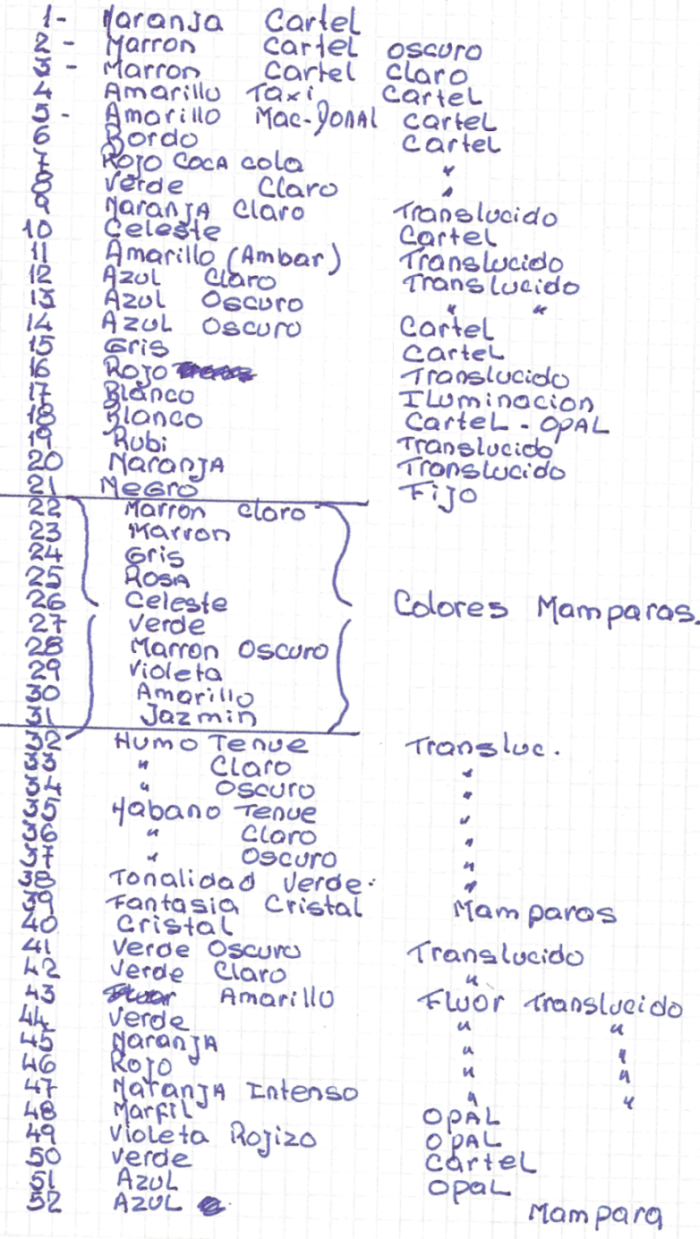 1- Naranja Cartel
2- Marron Cartel oscuro
3- Marron Cartel Claro
4 Amarillo Taxi Cartel
5- Amarillo Mac-Donal Cartel
6 Bordo Cartel
7 Rojo Coca cola "
8 Verde Claro "
9 Naranja Claro Translucido
10 Celeste Cartel
11 Amarillo (Ambar) Translucido
12 Azul Claro Translucido
13 Azul Oscuro " "
14 Azul Oscuro Cartel
15 Gris Cartel
16 Rojo Translucido
17 Blanco Iluminacion
18 Blanco Cartel - OPAL
19 Rubi Translucido
20 Naranja Translucido
21 Negro Fijo
22 Marron Claro
23 Marron
24 Gris
25 Rosa
26 Celeste Colores Mamparas.
27 Verde
28 Marron Oscuro
29 Violeta
30 Amarillo
31 Jazmin
32 Humo Tenue Transluc.
33 " Claro "
34 " Oscuro "
35 Habano Tenue "
36 " Claro "
37 " Oscuro "
38 Tonalidad Verde. "
39 Fantasia Cristal Mamparas
40 Cristal
41 Verde Oscuro Translucido
42 Verde Claro "
43 Amarillo Fluor Translucido
44 Verde " "
45 Naranja " "
46 Rojo " "
47 Naranja Intenso " "
48 Marfil OPAL
49 Violeta Rojizo OPAL
50 Verde Cartel
51 Azul Opal
52 Azul Mampara